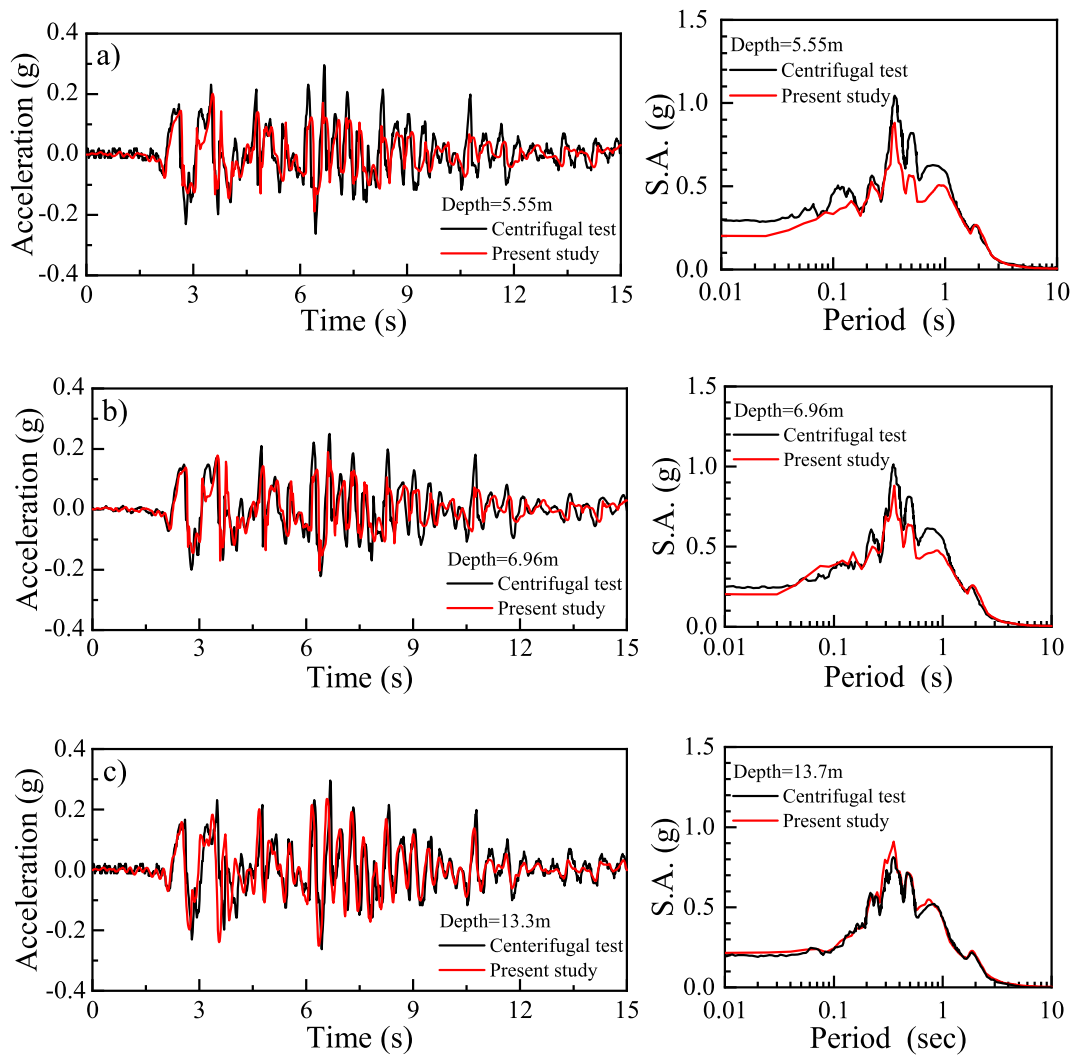 a)
Acceleration (g)
0.4
0.2
0.0
-0.2
-0.4
Depth=5.55m
Centrifugal test
Present study
0 3 6 9 12 15
Time (s)
S.A. (g)
1.5
1.0
0.5
0.0
Depth=5.55m
Centrifugal test
Present study
0.01 0.1 1 10
Period (s)
b)
Acceleration (g)
0.4
0.2
0.0
-0.2
-0.4
Depth=6.96m
Centrifugal test
Present study
0 3 6 9 12 15
Time (s)
S.A. (g)
1.5
1.0
0.5
0.0
Depth=6.96m
Centrifugal test
Present study
0.01 0.1 1 10
Period (s)
c)
Acceleration (g)
0.4
0.2
0.0
-0.2
-0.4
Depth=13.3m
Centerifugal test
Present study
0 3 6 9 12 15
Time (s)
S.A. (g)
1.5
1.0
0.5
0.0
Depth=13.7m
Centrifugal test
Present study
0.01 0.1 1 10
Period (sec)